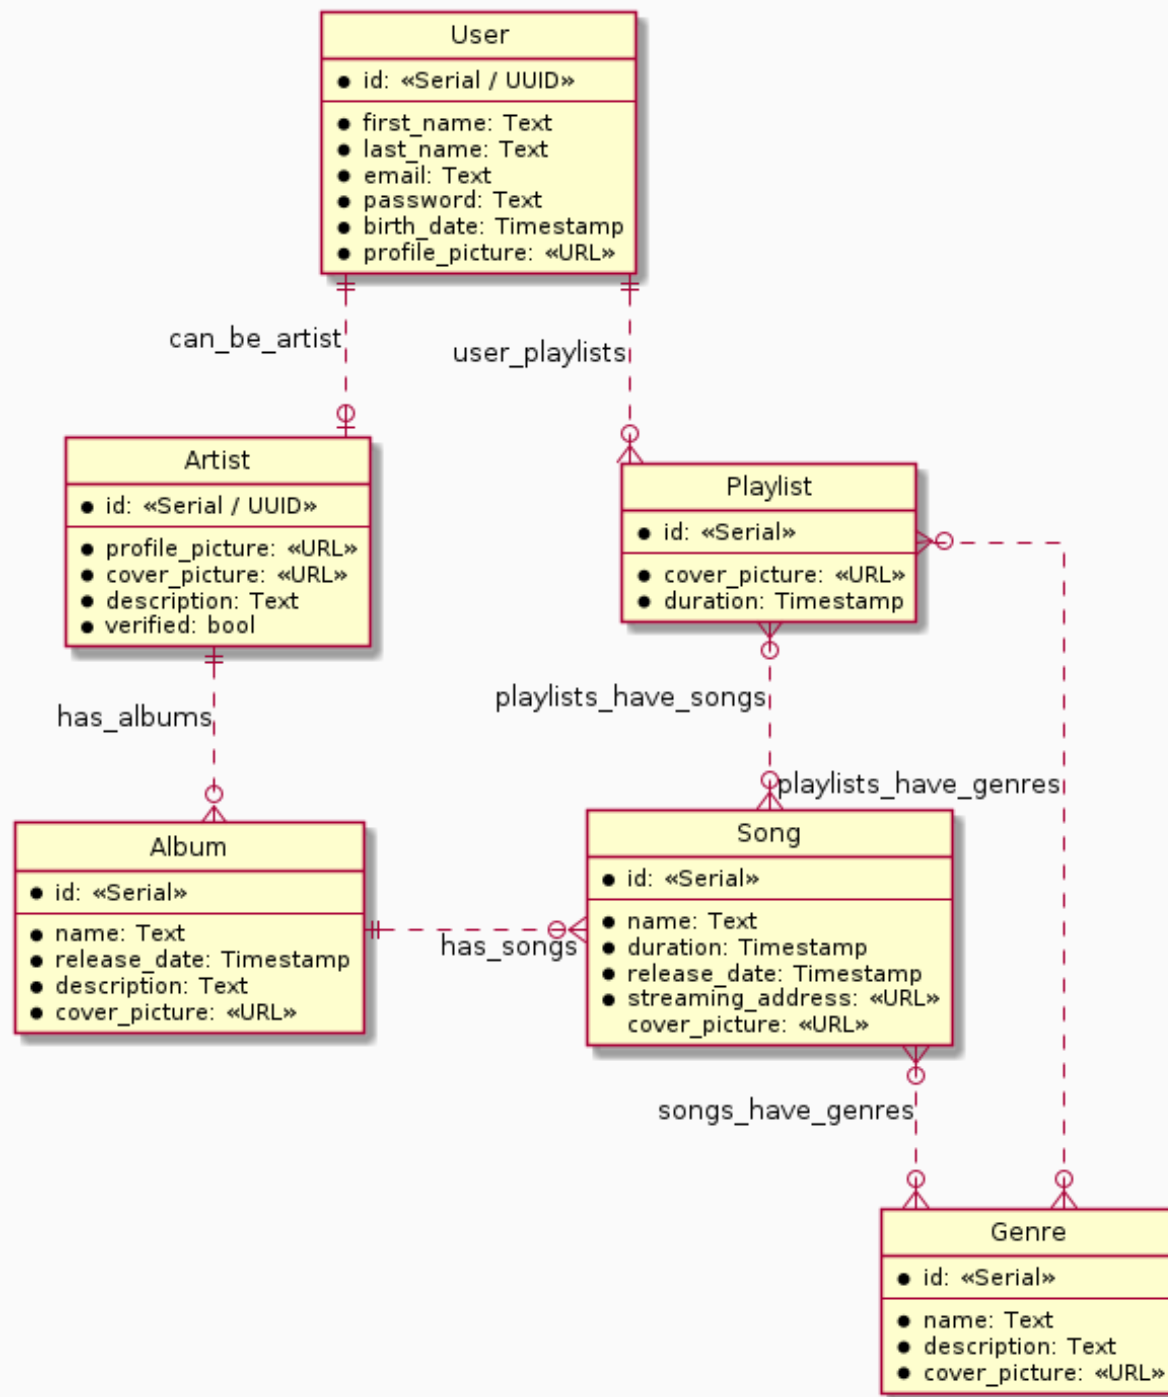 User
id: «Serial / UUID»
first_name: Text
last_name: Text
email: Text
password: Text
birth_date: Timestamp
profile_picture: «URL»
can_be_artist
user_playlists
Artist
id: «Serial / UUID»
profile_picture: «URL»
cover_picture: «URL»
description: Text
verified: bool
Playlist
id: «Serial»
cover_picture: «URL»
duration: Timestamp
has_albums
playlists_have_songs
playlists_have_genres
Album
id: «Serial»
name: Text
release_date: Timestamp
description: Text
cover_picture: «URL»
has_songs
Song
id: «Serial»
name: Text
duration: Timestamp
release_date: Timestamp
streaming_address: «URL»
cover_picture: «URL»
songs_have_genres
Genre
id: «Serial»
name: Text
description: Text
cover_picture: «URL»